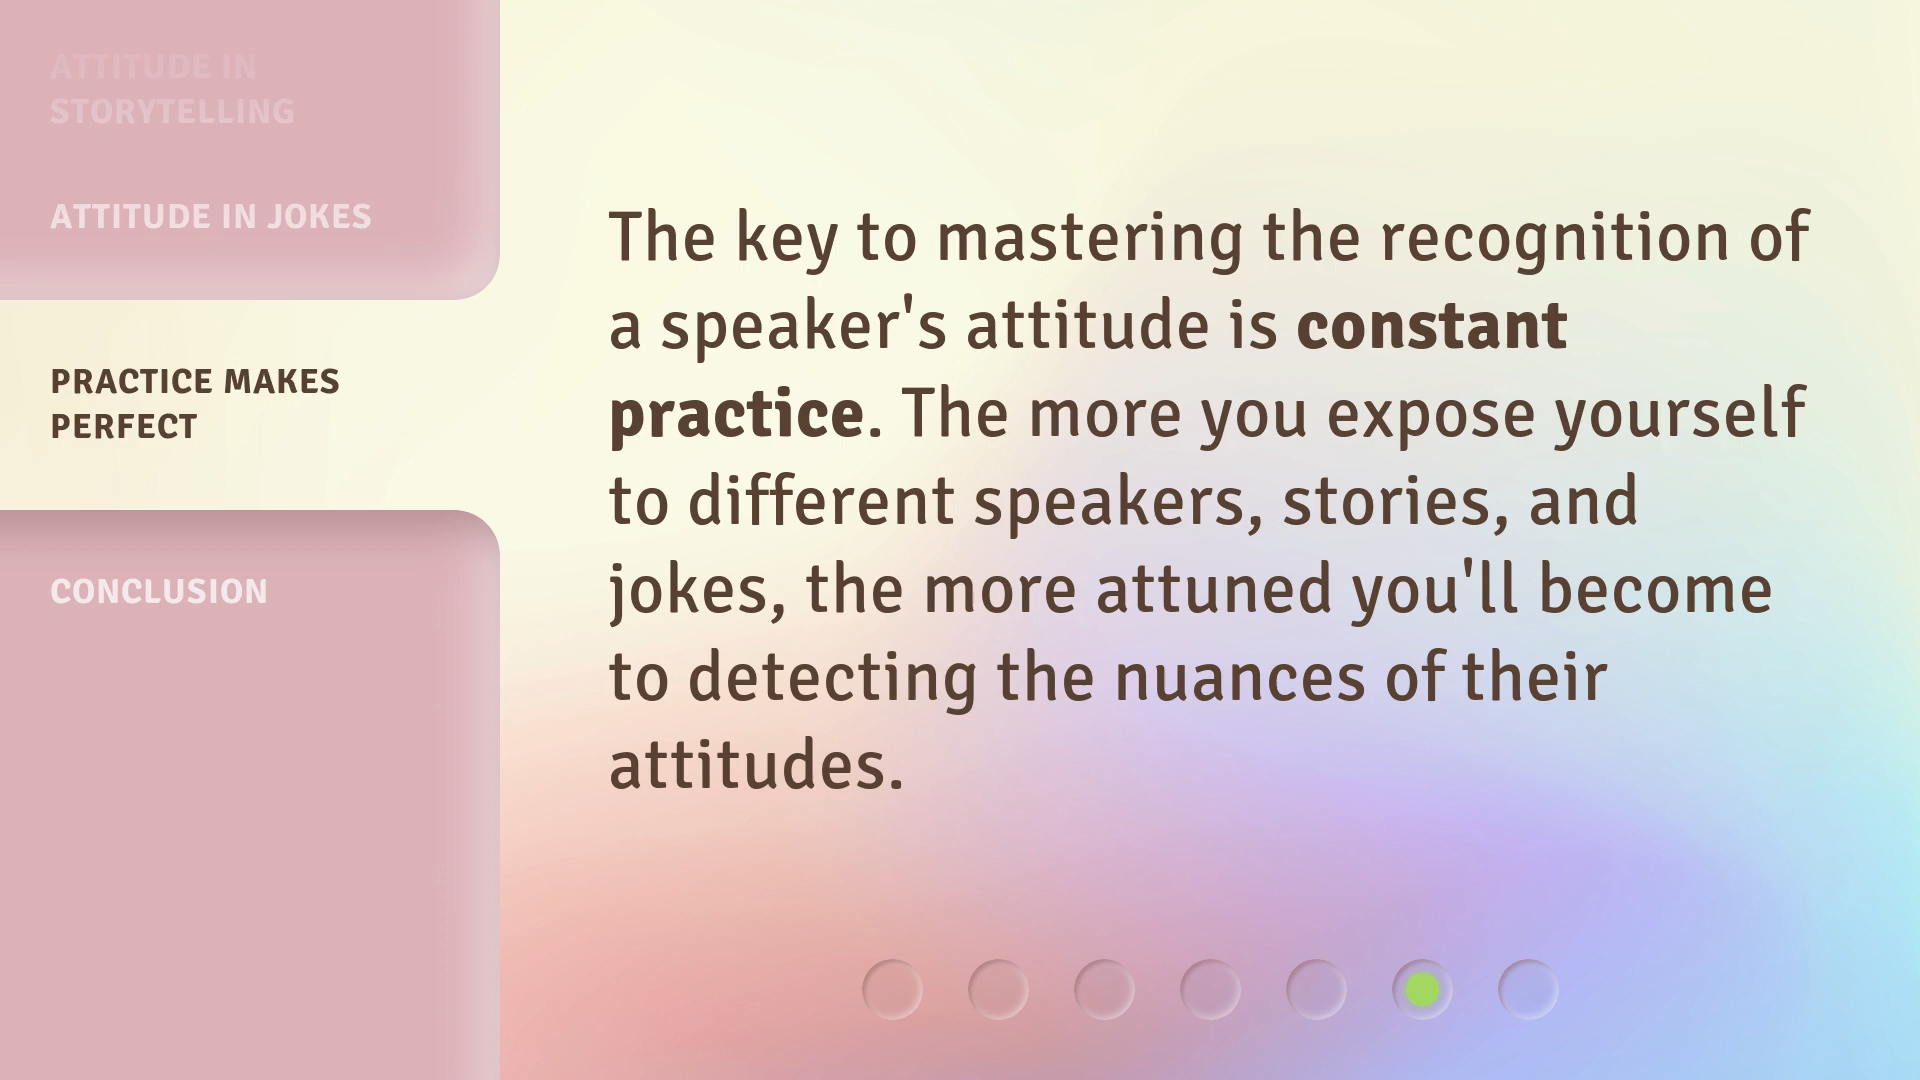 ATTITUDE IN
STORYTELLING
ATTITUDE IN JOKES
PRACTICE MAKES
PERFECT
CONCLUSION
The key to mastering the recognition of
a speaker's attitude is constant
practice. The more you expose yourself
to different speakers, stories, and
jokes, the more attuned you'll become
to detecting the nuances of their
attitudes.